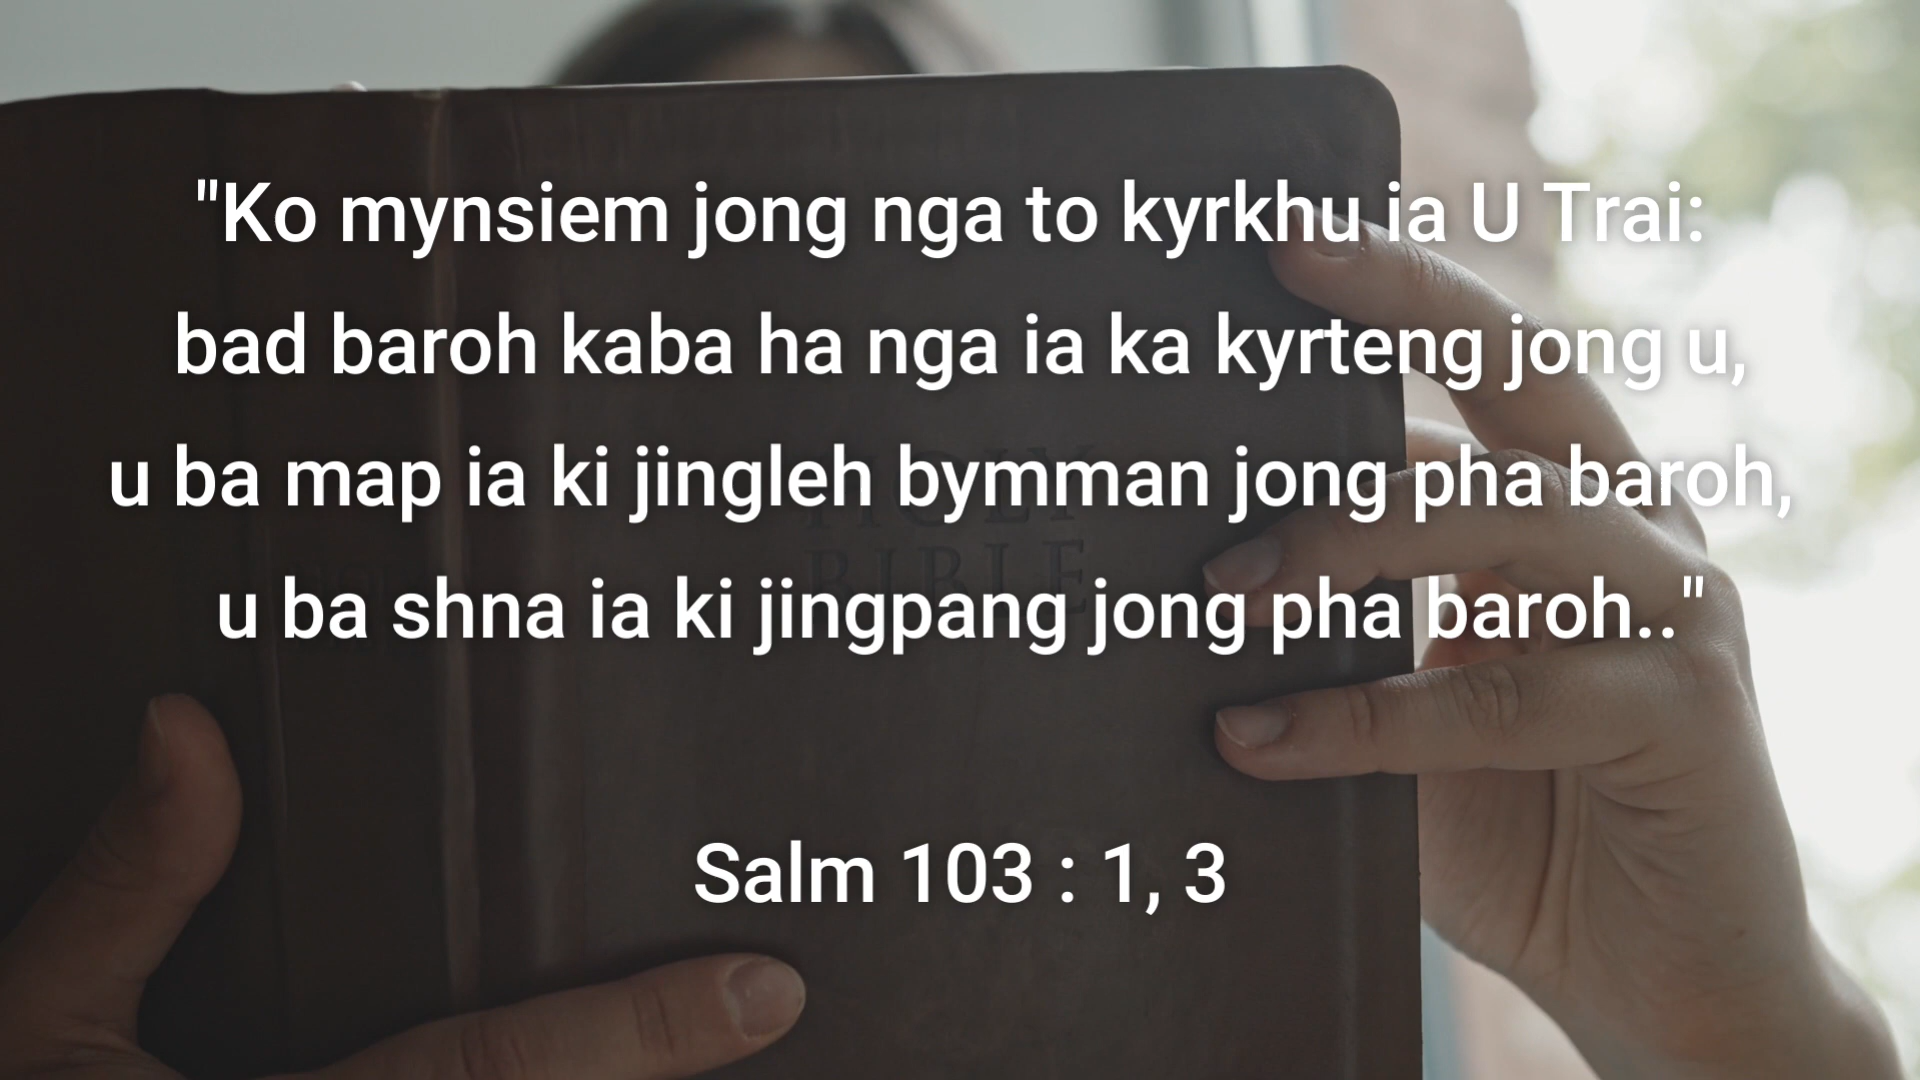 "Ko mynsiem jong nga to kyrkhu ia U Trai:
bad baroh kaba ha nga ia ka kyrteng jong u,
u ba map ia ki jingleh bymman jong pha baroh,
HOLY
BIBLE
u ba shna ia ki jingpang jong pha baroh.."
Salm 103 : 1, 3